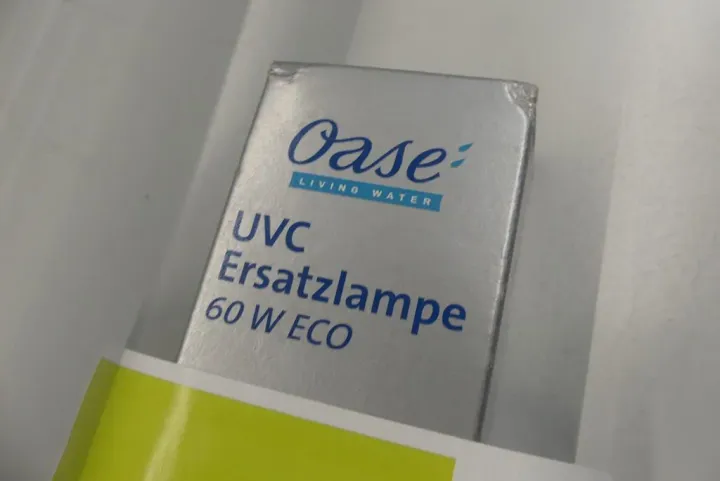 Oase
LIVING WATER
UVC
Ersatzlampe
60 W ECO